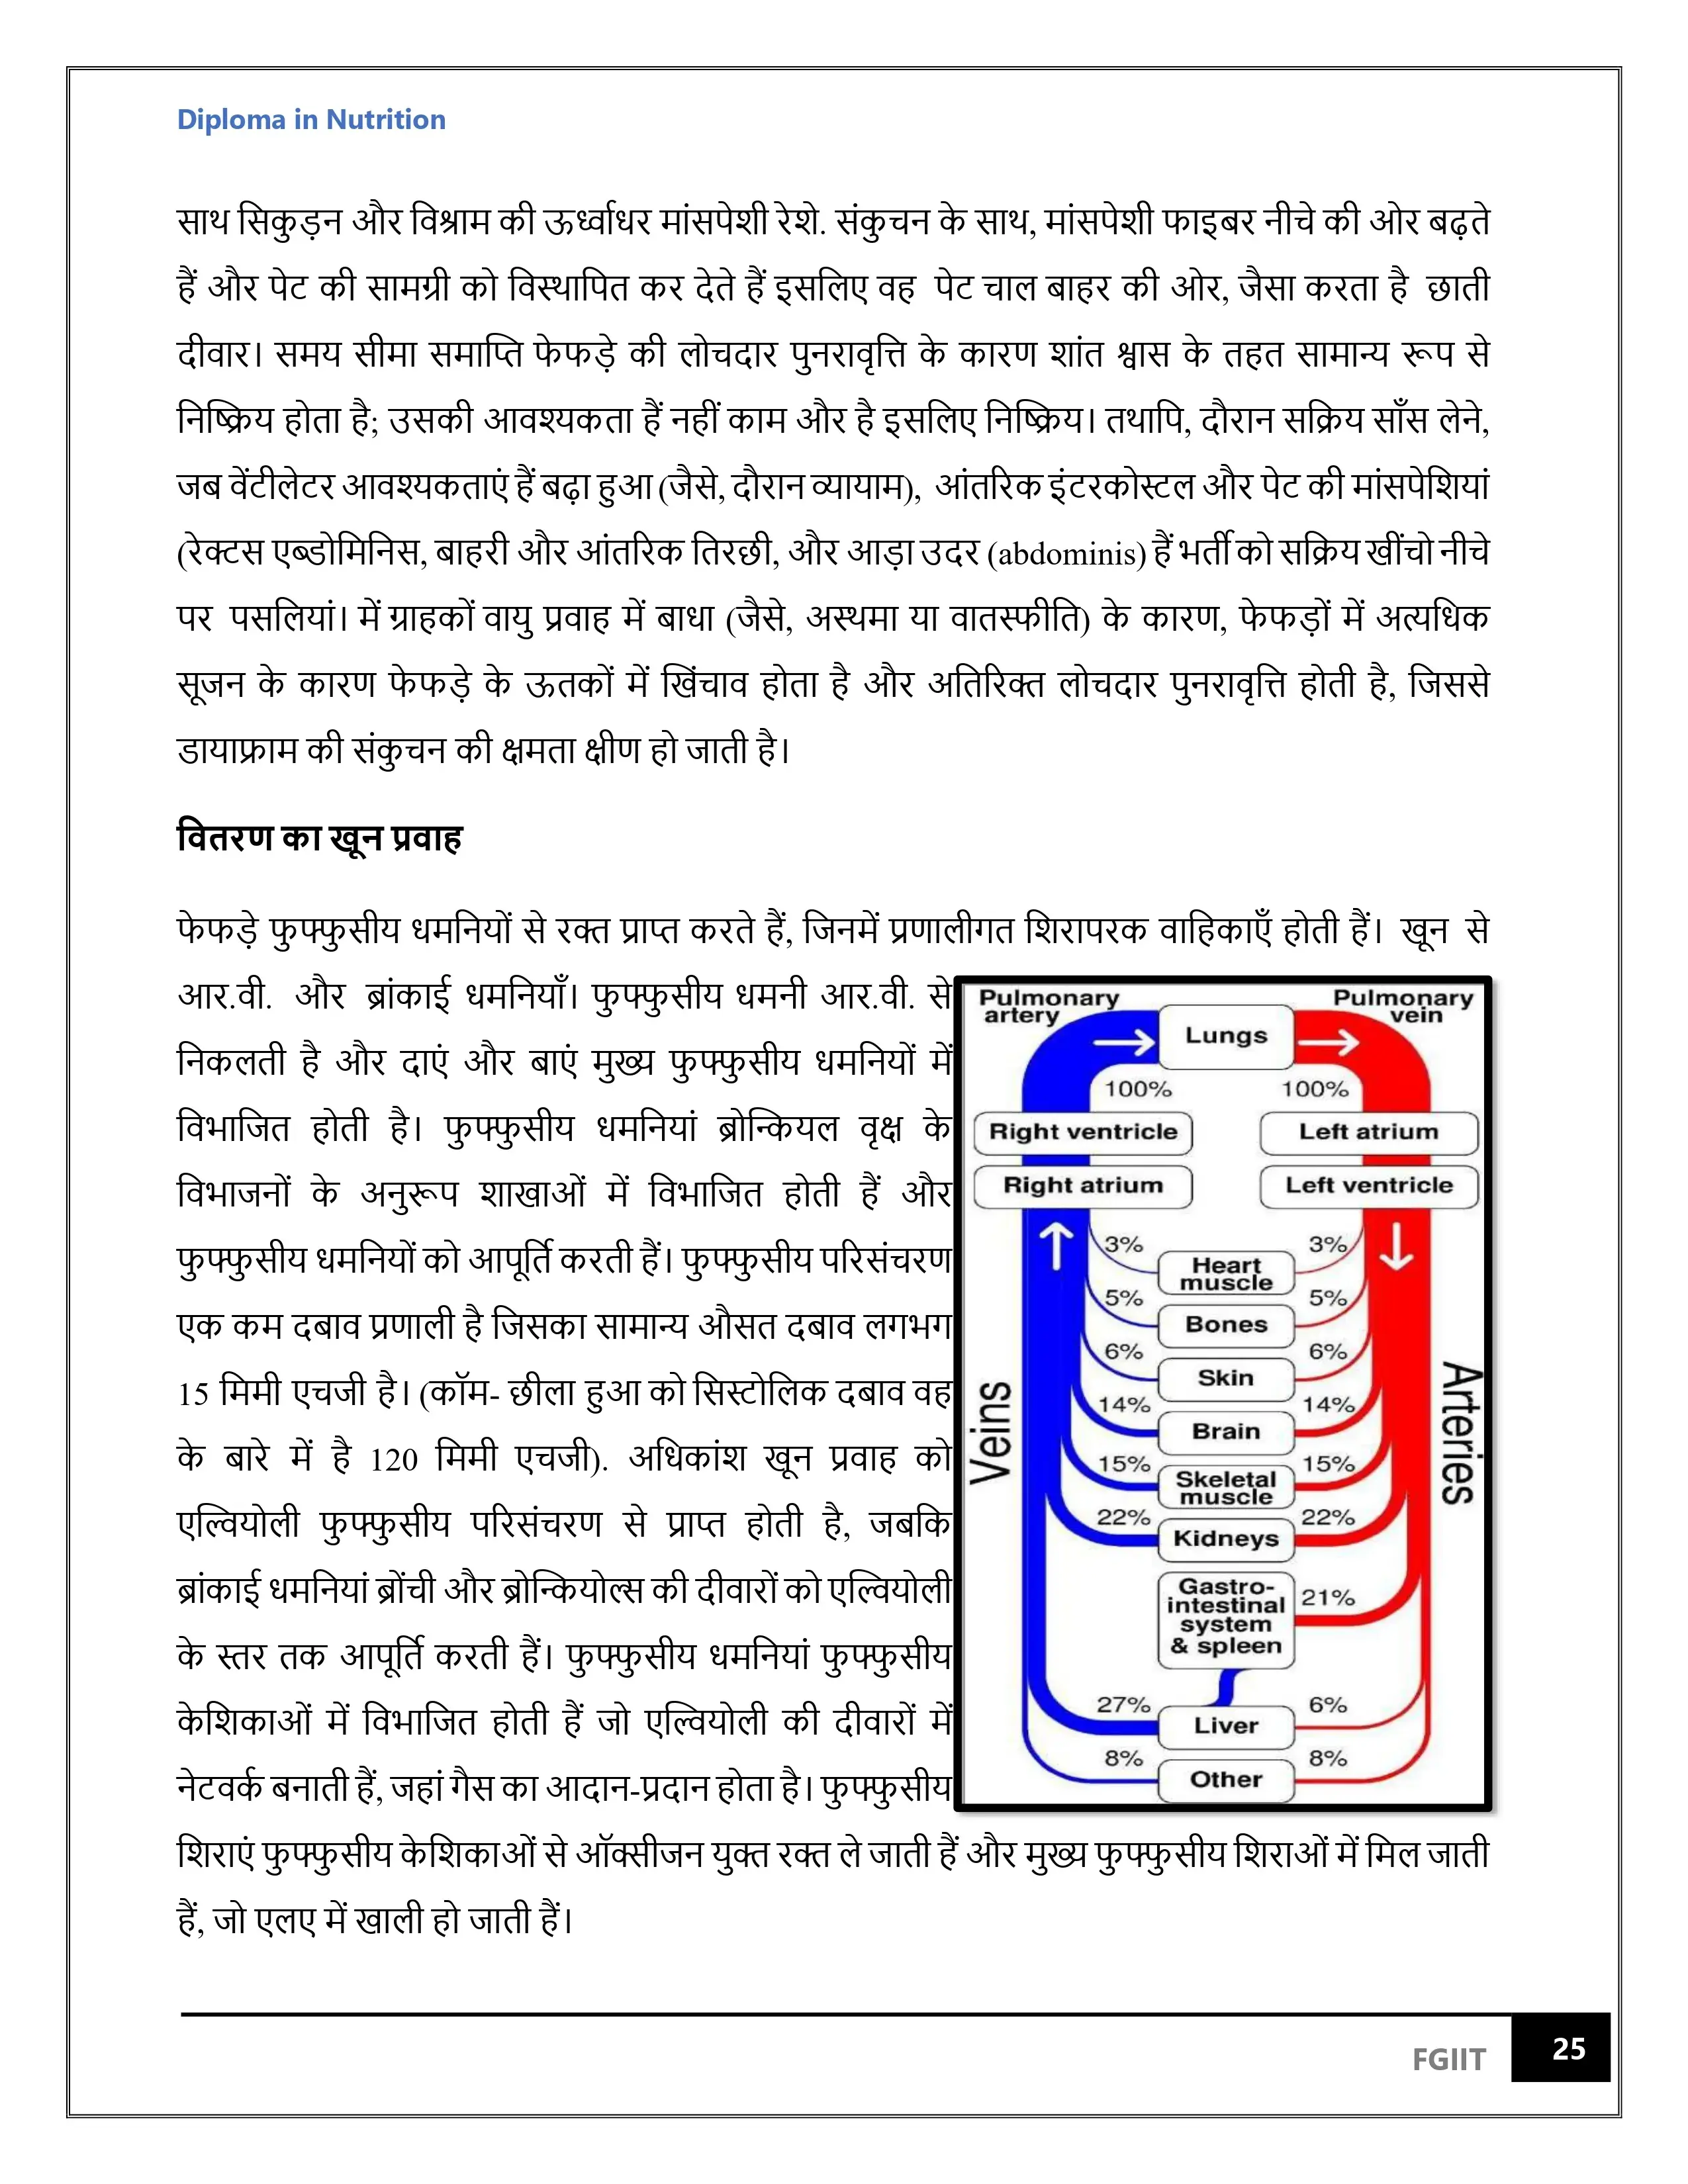 Diploma in Nutrition
साथ सिकुड़न और विश्राम की ऊर्ध्वाधर मांसपेशी रेशे. संकुचन के साथ, मांसपेशी फाइबर नीचे की ओर बढ़ते
हैं और पेट की सामग्री को विस्थापित कर देते हैं इसलिए वह पेट चाल बाहर की ओर, जैसा करता है छाती
दीवार। समय सीमा समाप्ति फेफड़े की लोचदार पुनरावृत्ति के कारण शांत श्वास के तहत सामान्य रूप से
निष्क्रिय होता है; उसकी आवश्यकता हैं नहीं काम और है इसलिए निष्क्रिय। तथापि, दौरान सक्रिय साँस लेने,
जब वेंटीलेटर आवश्यकताएं हैं बढ़ा हुआ (जैसे, दौरान व्यायाम), आंतरिक इंटरकोस्टल और पेट की मांसपेशियां
(रेक्टस एब्डोमिनिस, बाहरी और आंतरिक तिरछी, और आड़ा उदर (abdominis) हैं भर्ती को सक्रिय खींचो नीचे
पर पसलियां। में ग्राहकों वायु प्रवाह में बाधा (जैसे, अस्थमा या वातस्फीति) के कारण, फेफड़ों में अत्यधिक
सूजन के कारण फेफड़े के ऊतकों में खिंचाव होता है और अतिरिक्त लोचदार पुनरावृत्ति होती है, जिससे
डायाफ्राम की संकुचन की क्षमता क्षीण हो जाती है।
वितरण का खून प्रवाह
फेफड़े फुफ्फुसीय धमनियों से रक्त प्राप्त करते हैं, जिनमें प्रणालीगत शिरापरक वाहिकाएँ होती हैं। खून से
आर.वी. और ब्रांकाई धमनियाँ। फुफ्फुसीय धमनी आर.वी. से
निकलती है और दाएं और बाएं मुख्य फुफ्फुसीय धमनियों में
विभाजित होती है। फुफ्फुसीय धमनियां ब्रोन्कियल वृक्ष के
विभाजनों के अनुरूप शाखाओं में विभाजित होती हैं और
फुफ्फुसीय धमनियों को आपूर्ति करती हैं। फुफ्फुसीय परिसंचरण
एक कम दबाव प्रणाली है जिसका सामान्य औसत दबाव लगभग
15 मिमी एचजी है। (कॉम- छीला हुआ को सिस्टोलिक दबाव वह
के बारे में है 120 मिमी एचजी). अधिकांश खून प्रवाह को
एल्वियोली फुफ्फुसीय परिसंचरण से प्राप्त होती है, जबकि
ब्रांकाई धमनियां ब्रोंची और ब्रोन्कियोल्स की दीवारों को एल्वियोली
के स्तर तक आपूर्ति करती हैं। फुफ्फुसीय धमनियां फुफ्फुसीय
केशिकाओं में विभाजित होती हैं जो एल्वियोली की दीवारों में
नेटवर्क बनाती हैं, जहां गैस का आदान-प्रदान होता है। फुफ्फुसीय
शिराएं फुफ्फुसीय केशिकाओं से ऑक्सीजन युक्त रक्त ले जाती हैं और मुख्य फुफ्फुसीय शिराओं में मिल जाती
हैं, जो एलए में खाली हो जाती हैं।
Pulmonary artery
Pulmonary vein
Lungs
100% 100%
Right ventricle Left atrium
Right atrium Left ventricle
3% Heart muscle 3%
5% Bones 5%
6% Skin 6%
14% Brain 14%
15% Skeletal muscle 15%
22% Kidneys 22%
Gastro-
intestinal 21%
system
& spleen
27% Liver 6%
8% Other 8%
Veins
Arteries
FGIIT 25